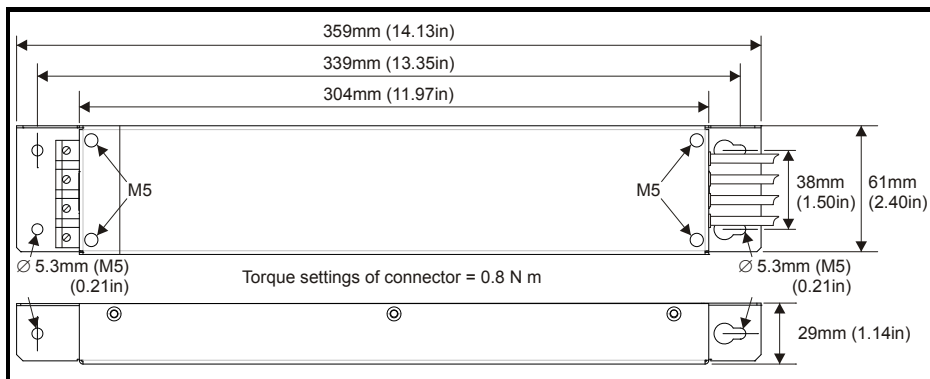 359mm (14.13in)
339mm (13.35in)
304mm (11.97in)
M5
M5
38mm
(1.50in)
61mm
(2.40in)
∅ 5.3mm (M5)
(0.21in)
Torque settings of connector = 0.8 N m
∅ 5.3mm (M5)
(0.21in)
29mm (1.14in)